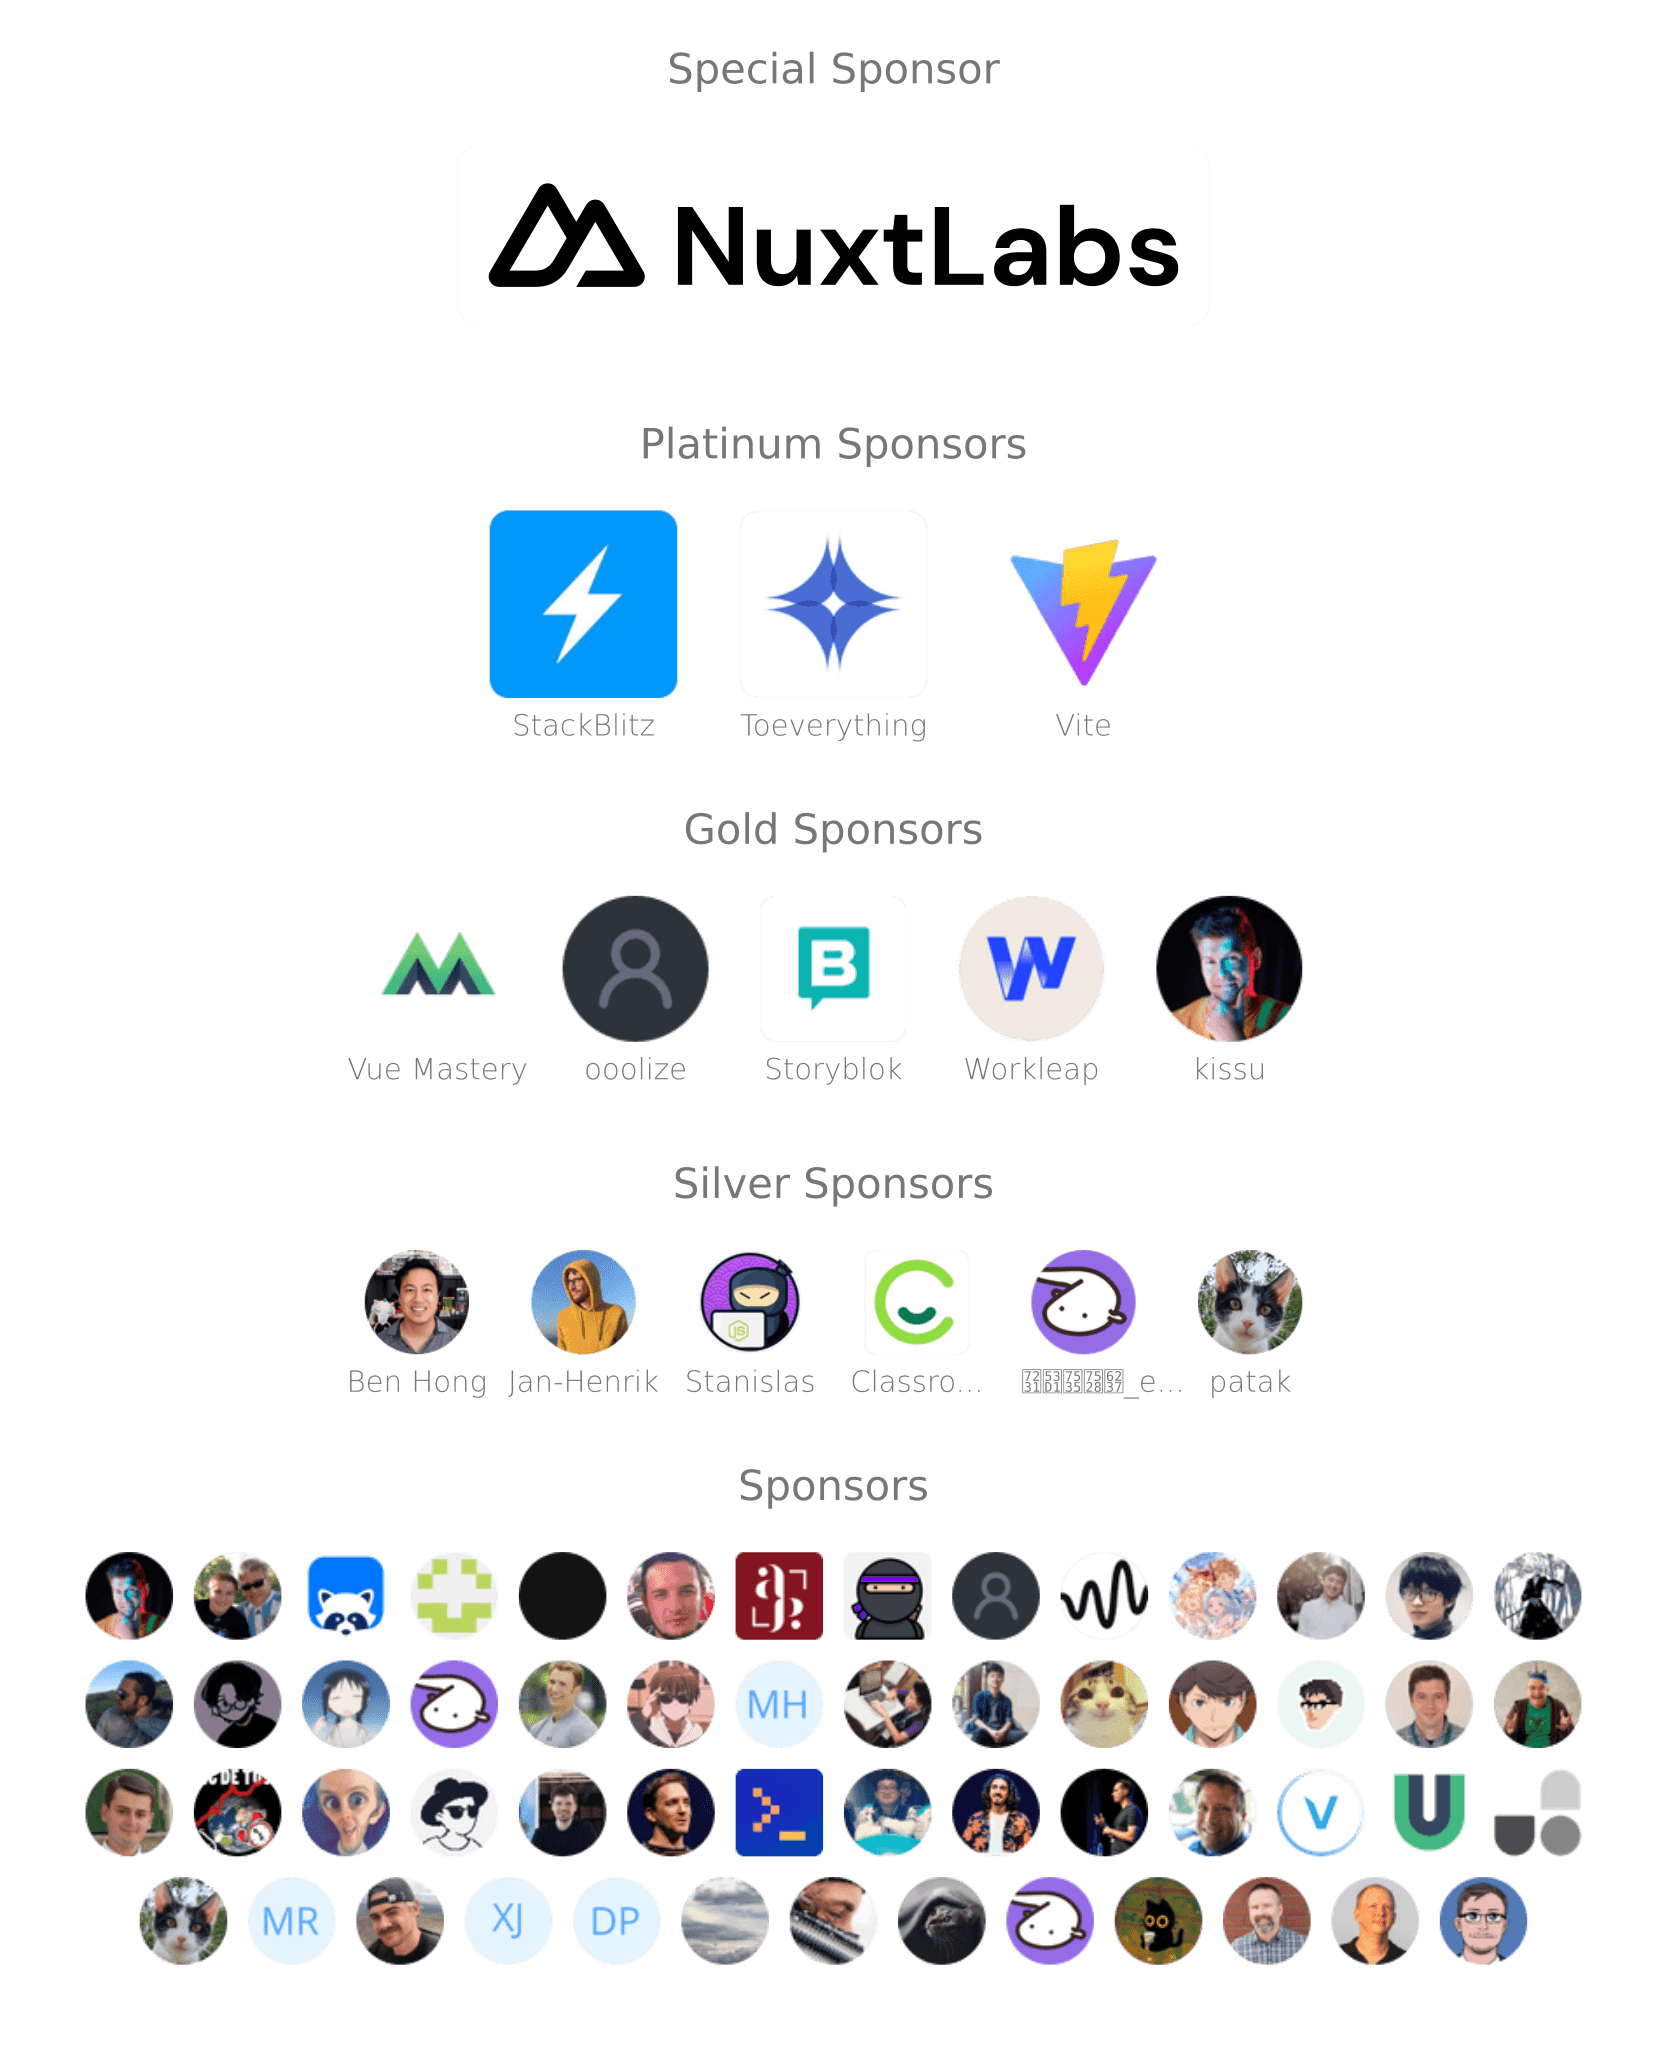 Special Sponsor
NuxtLabs
Platinum Sponsors
StackBlitz Toeverything Vite
Gold Sponsors
Vue Mastery ooolize Storyblok Workleap kissu
Silver Sponsors
Ben Hong Jan-Henrik Stanislas Classro... _e... patak
Sponsors
MH
MR XJ DP